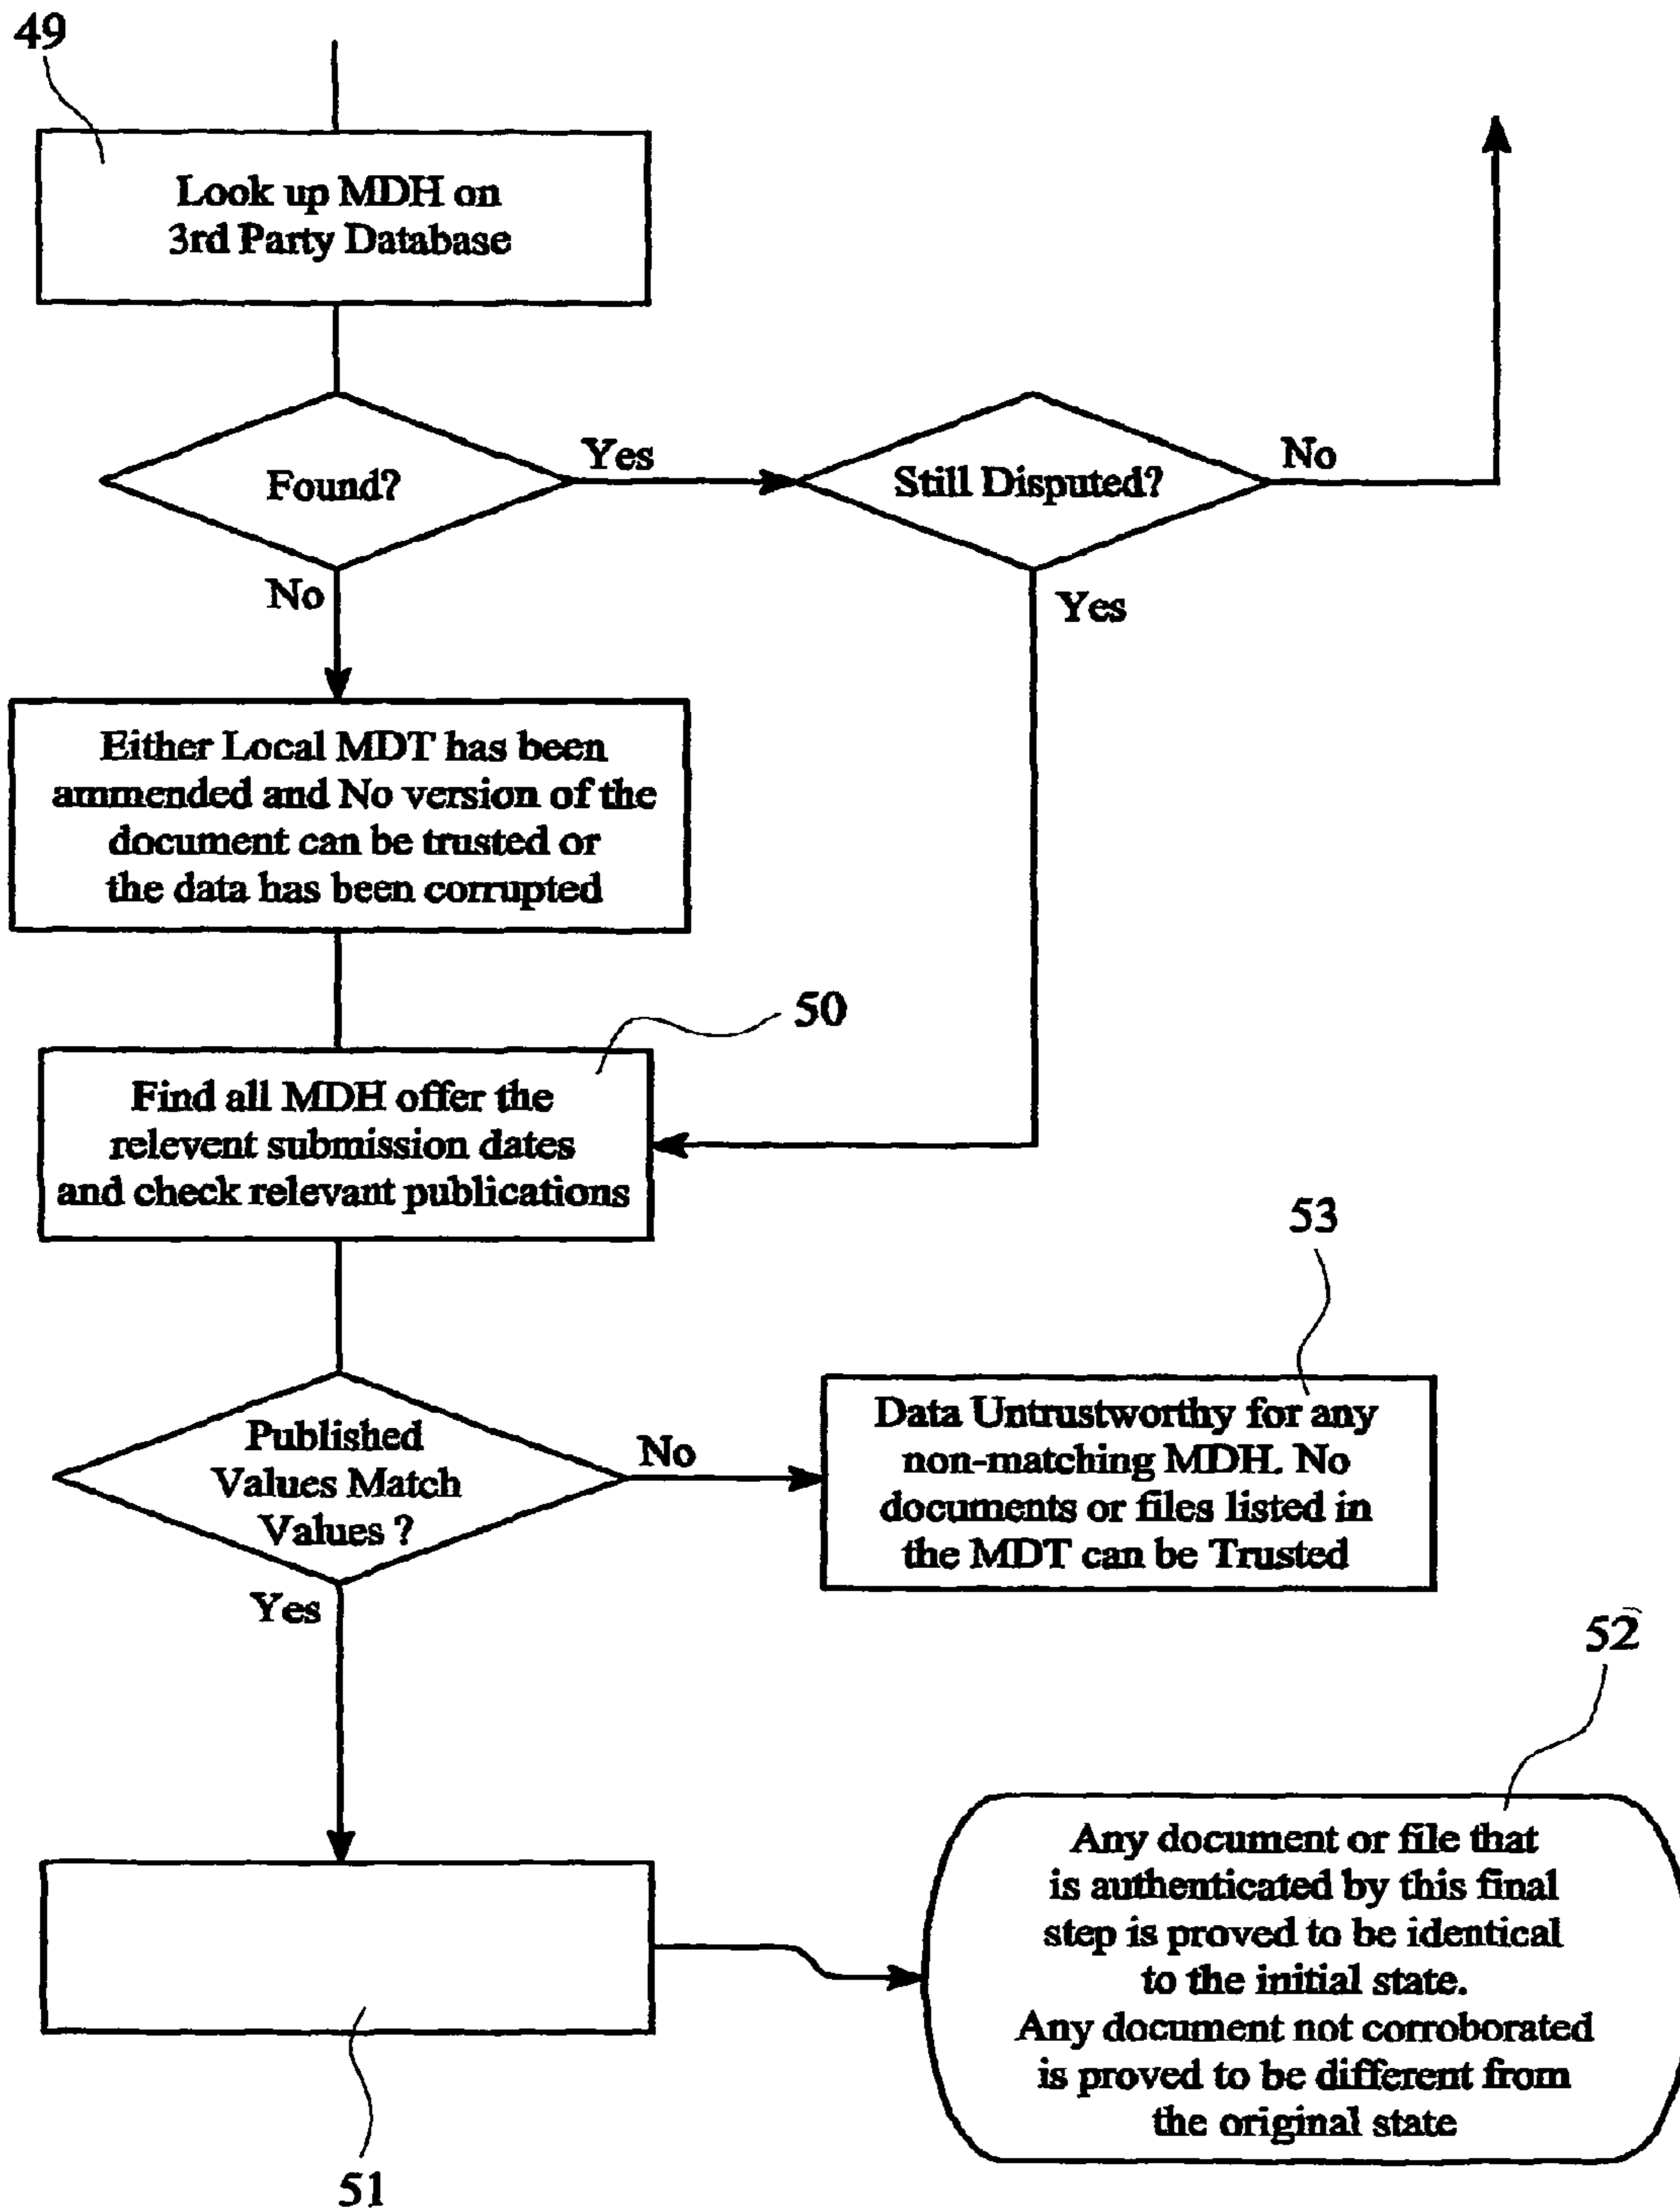 49
Look up MDH on
3rd Party Database
Found?
Yes
Still Disputed?
No
No
Yes
Either Local MDT has been
ammended and No version of the
document can be trusted or
the data has been corrupted
50
Find all MDH offer the
relevent submission dates
and check relevant publications
53
Published
Values Match
Values ?
No
Data Untrustworthy for any
non-matching MDH. No
documents or files listed in
the MDT can be Trusted
Yes
52
Any document or file that
is authenticated by this final
step is proved to be identical
to the initial state.
Any document not corroborated
is proved to be different from
the original state
51